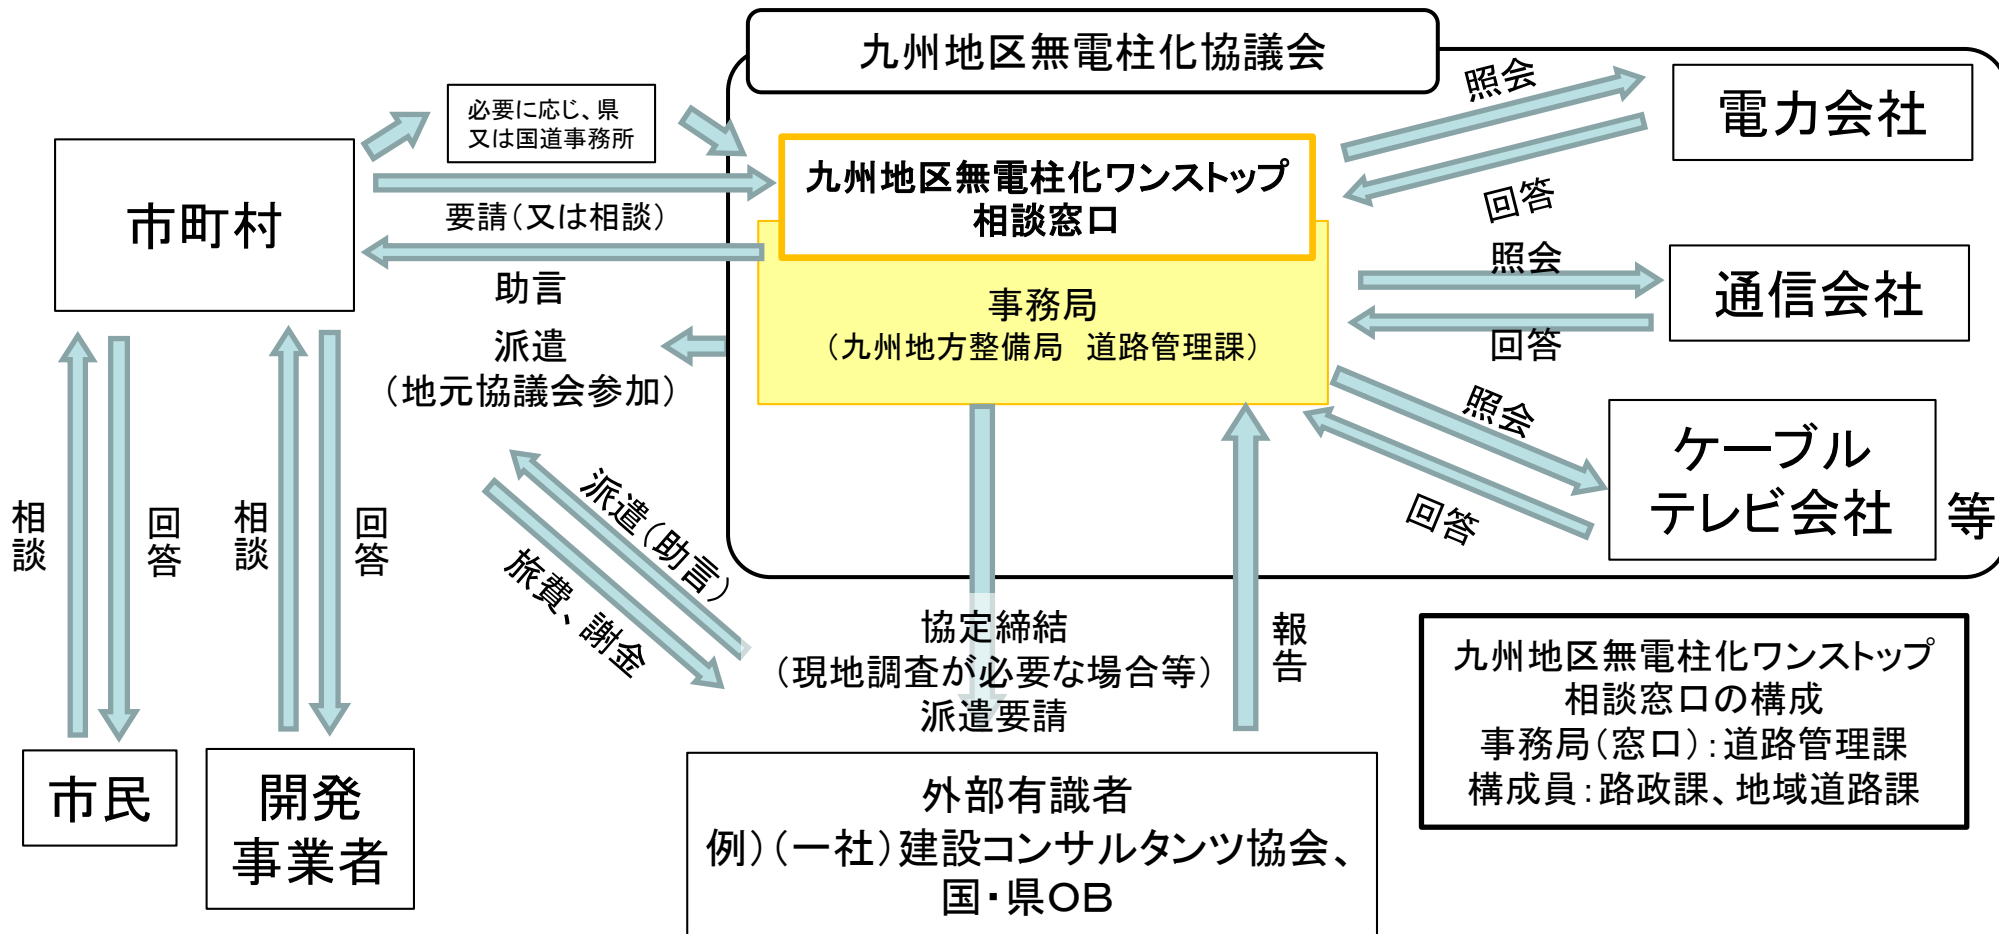 九州地区無電柱化協議会
必要に応じ、県
又は国道事務所
市町村
要請(又は相談)
助言
派遣
(地元協議会参加)
九州地区無電柱化ワンストップ
相談窓口
事務局
(九州地方整備局　道路管理課)
照会
回答
電力会社
照会
回答
通信会社
照会
回答
ケーブル
テレビ会社
等
相談
回答
相談
回答
派遣(助言)
旅費、謝金
協定締結
(現地調査が必要な場合等)
派遣要請
報告
市民
開発
事業者
外部有識者
例)(一社)建設コンサルタンツ協会、
国・県OB
九州地区無電柱化ワンストップ
相談窓口の構成
事務局(窓口):道路管理課
構成員:路政課、地域道路課